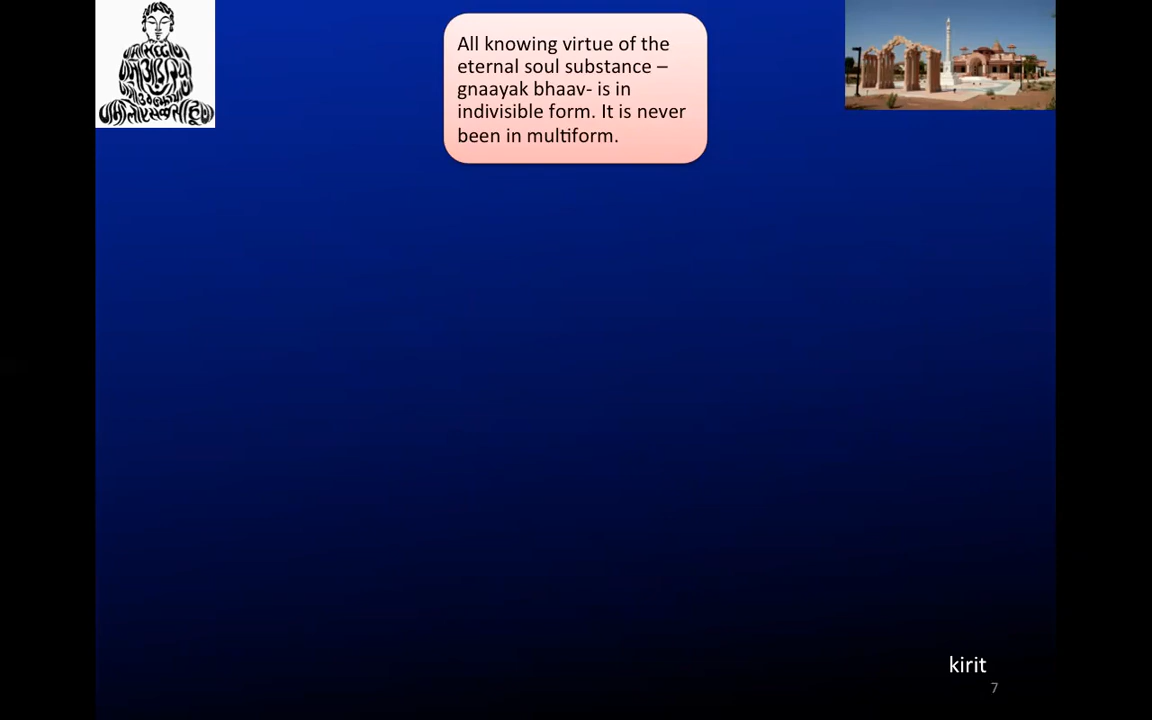 All knowing virtue of the
eternal soul substance –
gnaayak bhaav- is in
indivisible form. It is never
been in multiform.
kirit
7